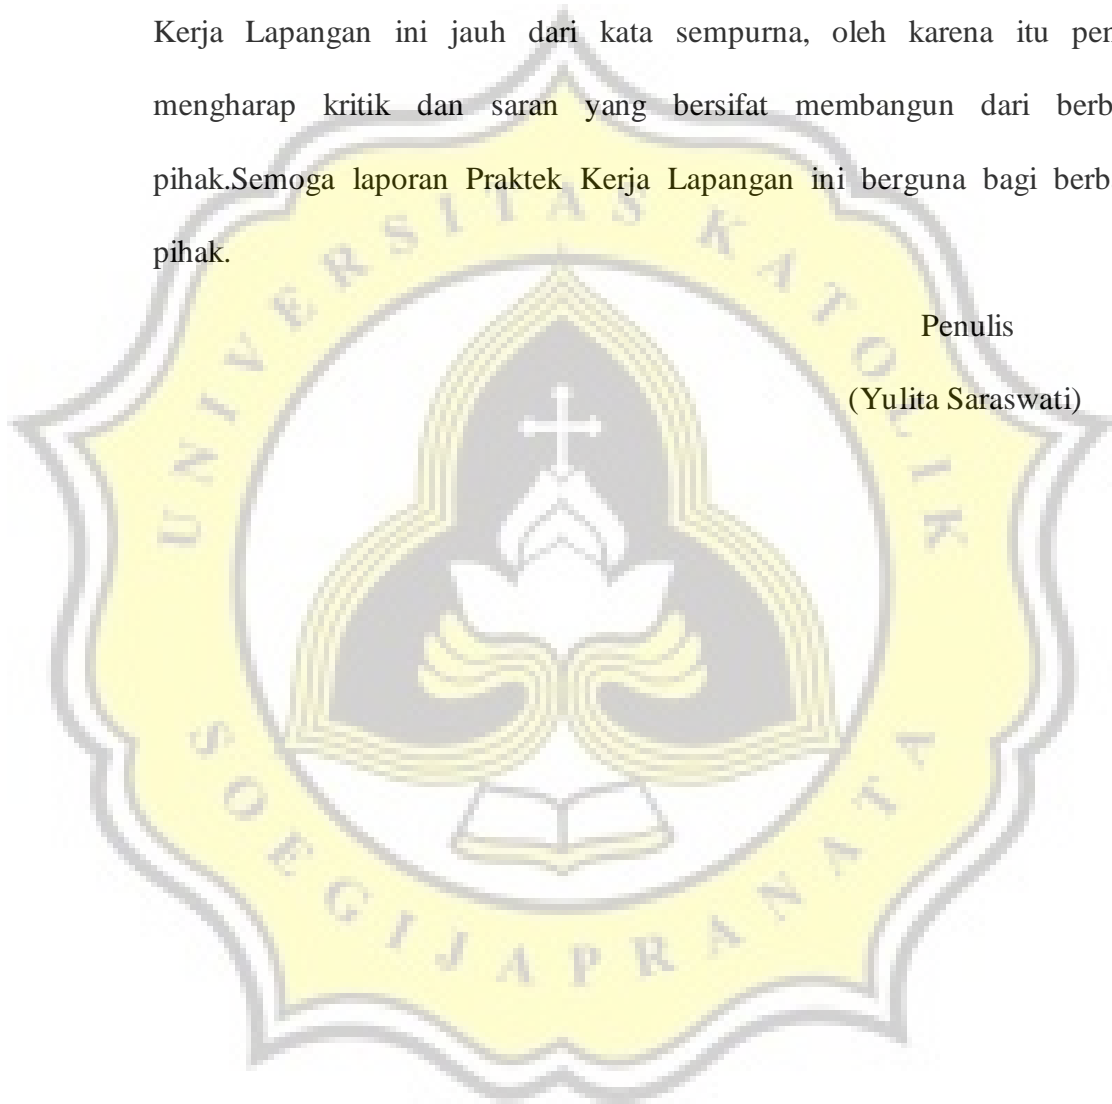 Kerja Lapangan ini jauh dari kata sempurna, oleh karena itu pen
mengharap kritik dan saran yang bersifat membangun dari berb
pihak.Semoga laporan Praktek Kerja Lapangan ini berguna bagi berb
pihak.
Penulis
(Yulita Saraswati)
UNIVERSITAS KATOLIK
SOEGIJAPRANATA